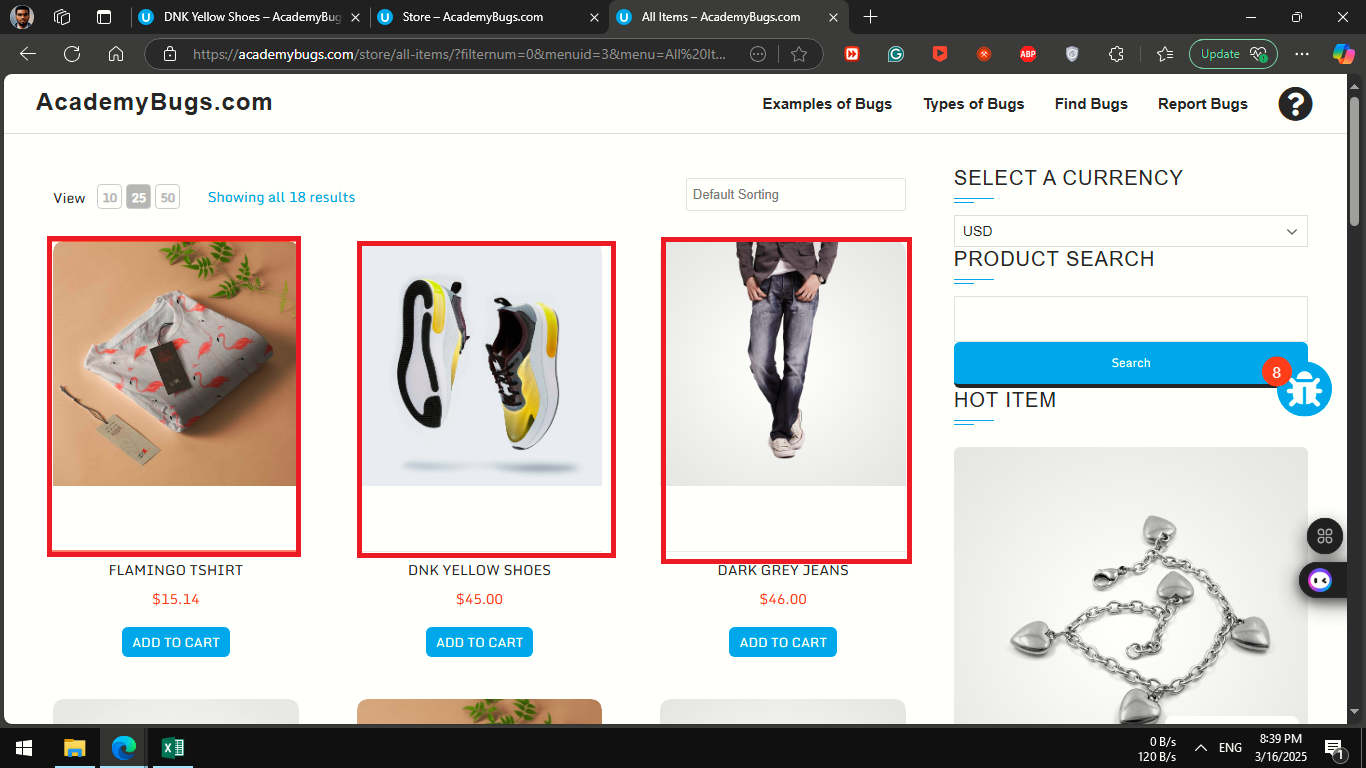 DNK Yellow Shoes – AcademyBug
Store – AcademyBugs.com
All Items – AcademyBugs.com
https://academybugs.com/store/all-items/?filternum=0&menuid=3&menu=All%20It...
ABP
Update
AcademyBugs.com
Examples of Bugs
Types of Bugs
Find Bugs
Report Bugs
?
View
10
25
50
Showing all 18 results
Default Sorting
SELECT A CURRENCY
USD
PRODUCT SEARCH
Search
8
HOT ITEM
FLAMINGO TSHIRT
DNK YELLOW SHOES
DARK GREY JEANS
$15.14
$45.00
$46.00
ADD TO CART
ADD TO CART
ADD TO CART
0 B/s
120 B/s
ENG
8:39 PM
3/16/2025
1